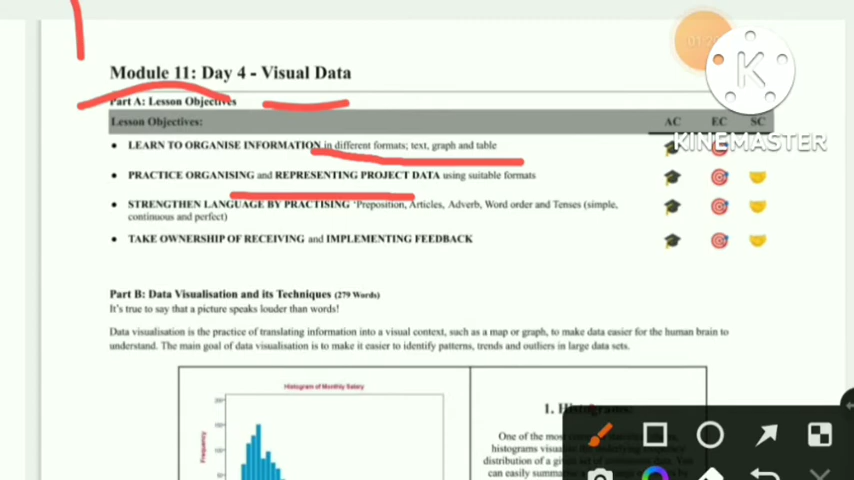 Module 11: Day 4 - Visual Data
Part A: Lesson Objectives
Lesson Objectives:
AC EC SC
KINEMASTER
• LEARN TO ORGANISE INFORMATION in different formats; text, graph and table
• PRACTICE ORGANISING and REPRESENTING PROJECT DATA using suitable formats
• STRENGTHEN LANGUAGE BY PRACTISING 'Preposition, Articles, Adverb, Word order and Tenses (simple,
continuous and perfect)
• TAKE OWNERSHIP OF RECEIVING and IMPLEMENTING FEEDBACK
Part B: Data Visualisation and its Techniques (279 Words)
It's true to say that a picture speaks louder than words!
Data visualisation is the practice of translating information into a visual context, such as a map or graph, to make data easier for the human brain to
understand. The main goal of data visualisation is to make it easier to identify patterns, trends and outliers in large data sets.
Histogram of Monthly Salary
Frequency
1. Histograms:
One of the most
histograms visua
distribution of a
can easily summa